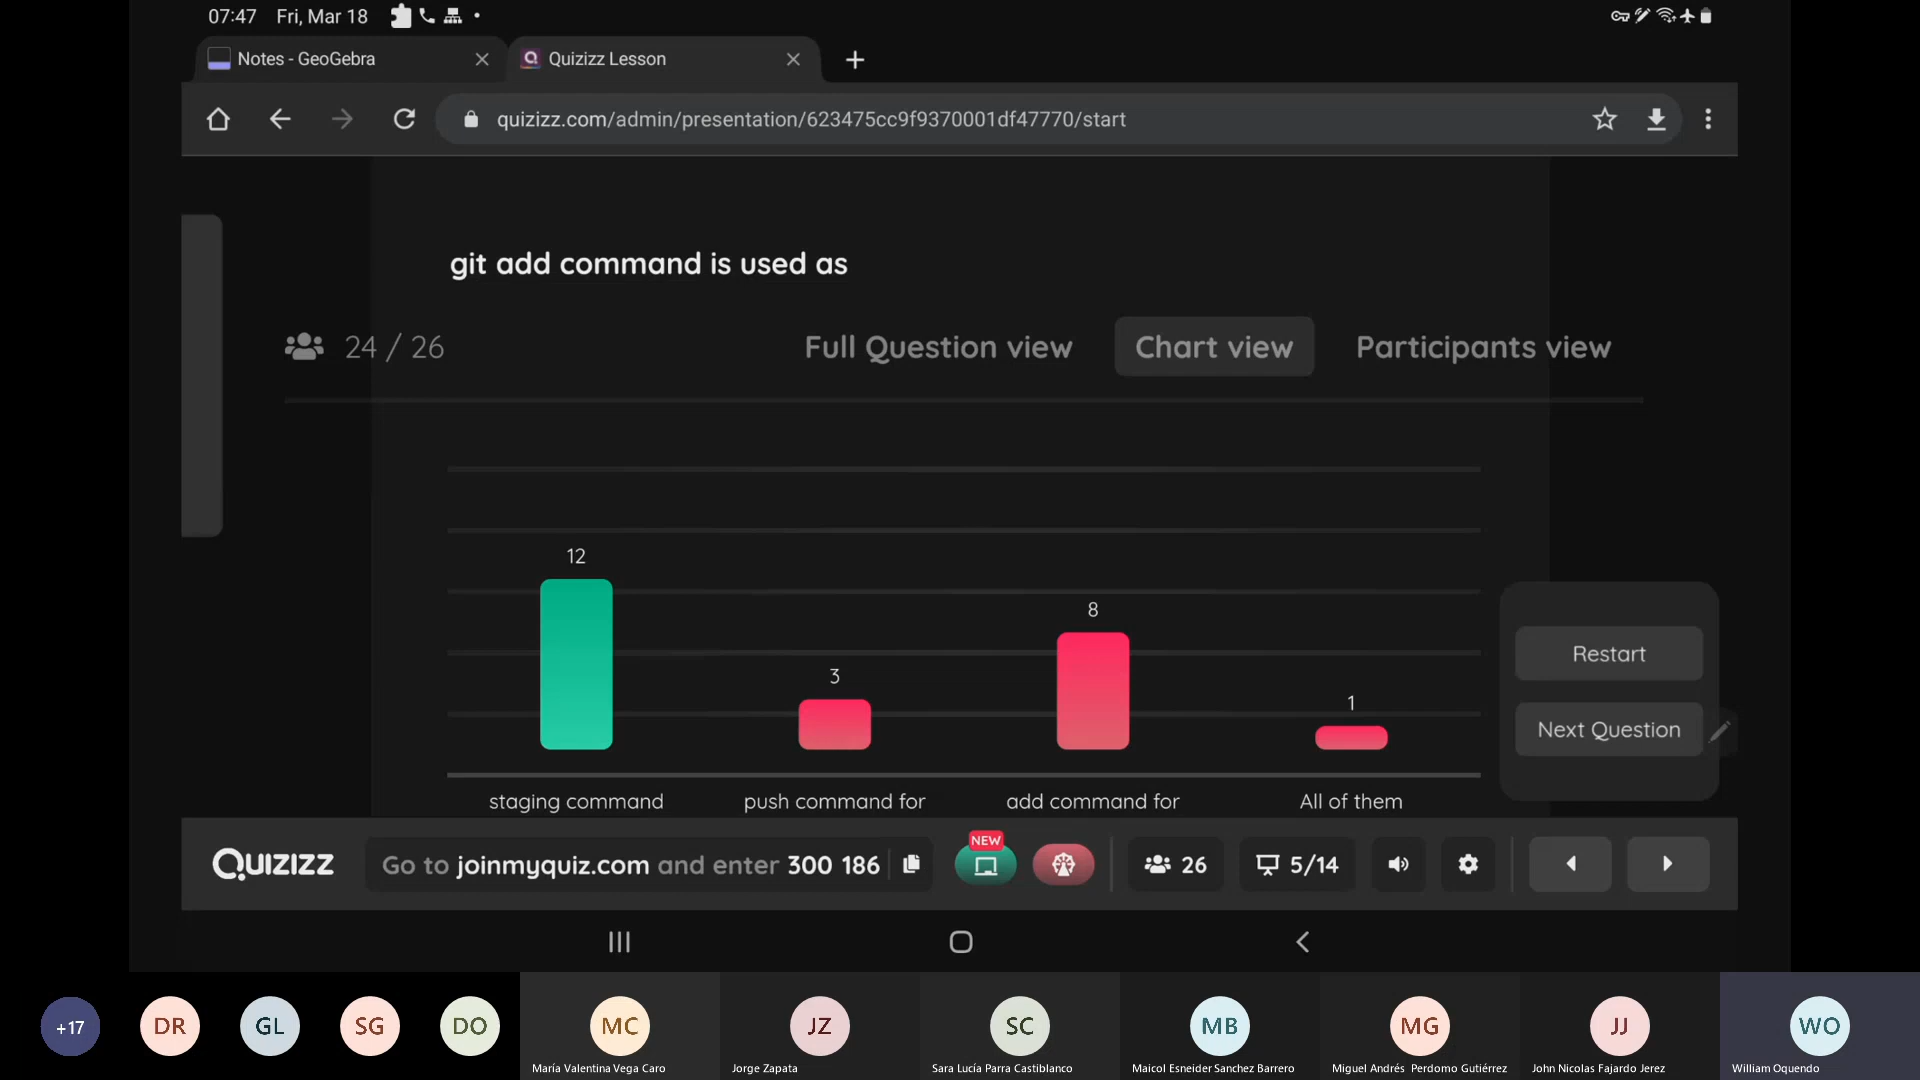 07:47 Fri, Mar 18
Notes - GeoGebra
Quizizz Lesson
quizizz.com/admin/presentation/623475cc9f9370001df47770/start
git add command is used as
24 / 26
Full Question view
Chart view
Participants view
12
3
8
1
staging command
push command for
add command for
All of them
Restart
Next Question
QUIZIZZ
Go to joinmyquiz.com and enter 300 186
NEW
26
5/14
+17
DR
GL
SG
DO
MC
JZ
SC
MB
MG
JJ
WO
María Valentina Vega Caro
Jorge Zapata
Sara Lucía Parra Castiblanco
Maicol Esneider Sanchez Barrero
Miguel Andrés Perdomo Gutiérrez
John Nicolas Fajardo Jerez
William Oquendo